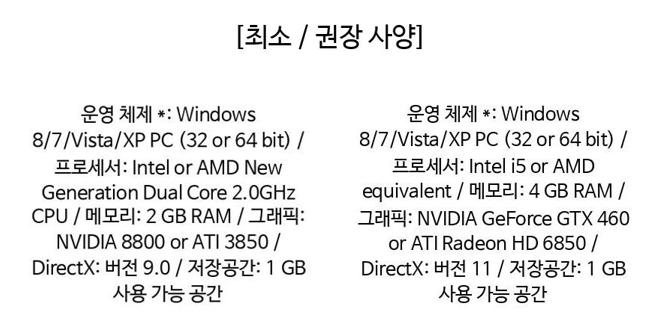 [최소 / 권장 사양]
운영 체제 *: Windows
8/7/Vista/XP PC (32 or 64 bit) /
프로세서: Intel or AMD New
Generation Dual Core 2.0GHz
CPU / 메모리: 2 GB RAM / 그래픽:
NVIDIA 8800 or ATI 3850 /
DirectX: 버전 9.0 / 저장공간: 1 GB
사용 가능 공간
운영 체제 *: Windows
8/7/Vista/XP PC (32 or 64 bit) /
프로세서: Intel i5 or AMD
equivalent / 메모리: 4 GB RAM /
그래픽: NVIDIA GeForce GTX 460
or ATI Radeon HD 6850 /
DirectX: 버전 11 / 저장공간: 1 GB
사용 가능 공간